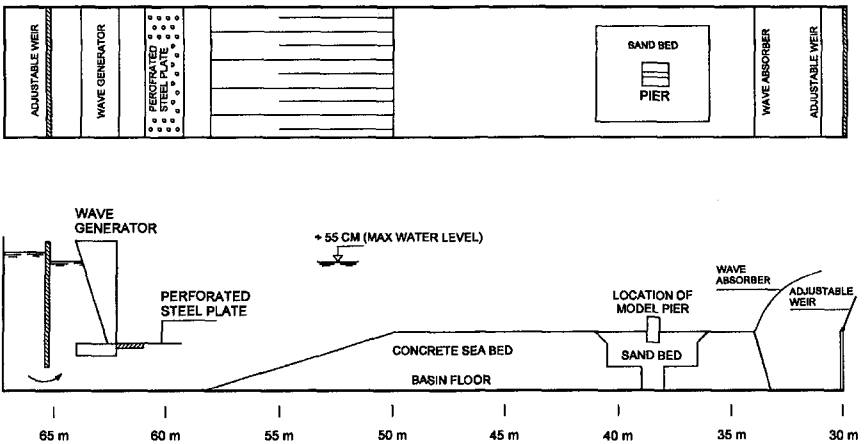 ADJUSTABLE WEIR
WAVE GENERATOR
PEROFRATED
STEEL PLATE
SAND BED
PIER
WAVE ABSORBER
ADJUSTABLE WEIR
WAVE
GENERATOR
+ 55 CM (MAX WATER LEVEL)
PERFORATED
STEEL PLATE
WAVE
ABSORBER
ADJUSTABLE
WEIR
LOCATION OF
MODEL PIER
CONCRETE SEA BED
SAND BED
BASIN FLOOR
65 m
60 m
55 m
50 m
45 m
40 m
35 m
30 m